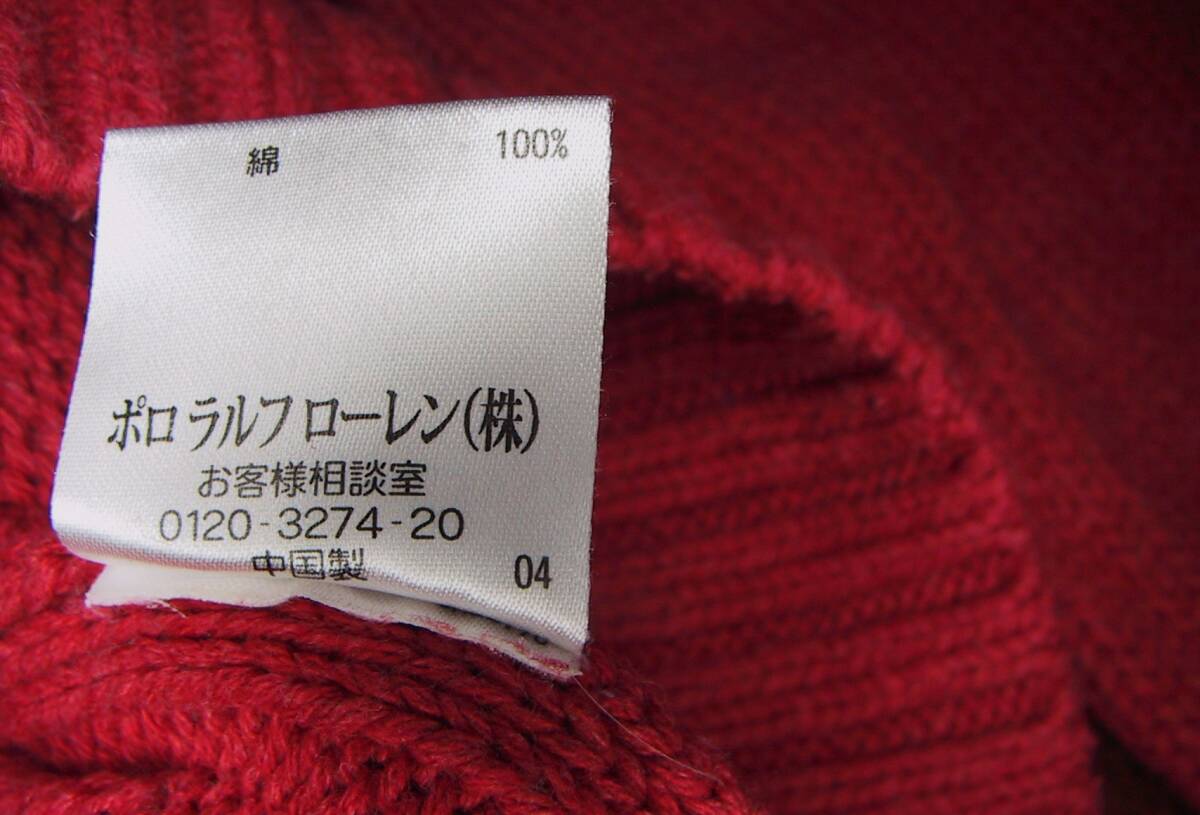 綿 100%
ポロ ラルフ ローレン(株)
お客様相談室
0120-3274-20
中国製 04